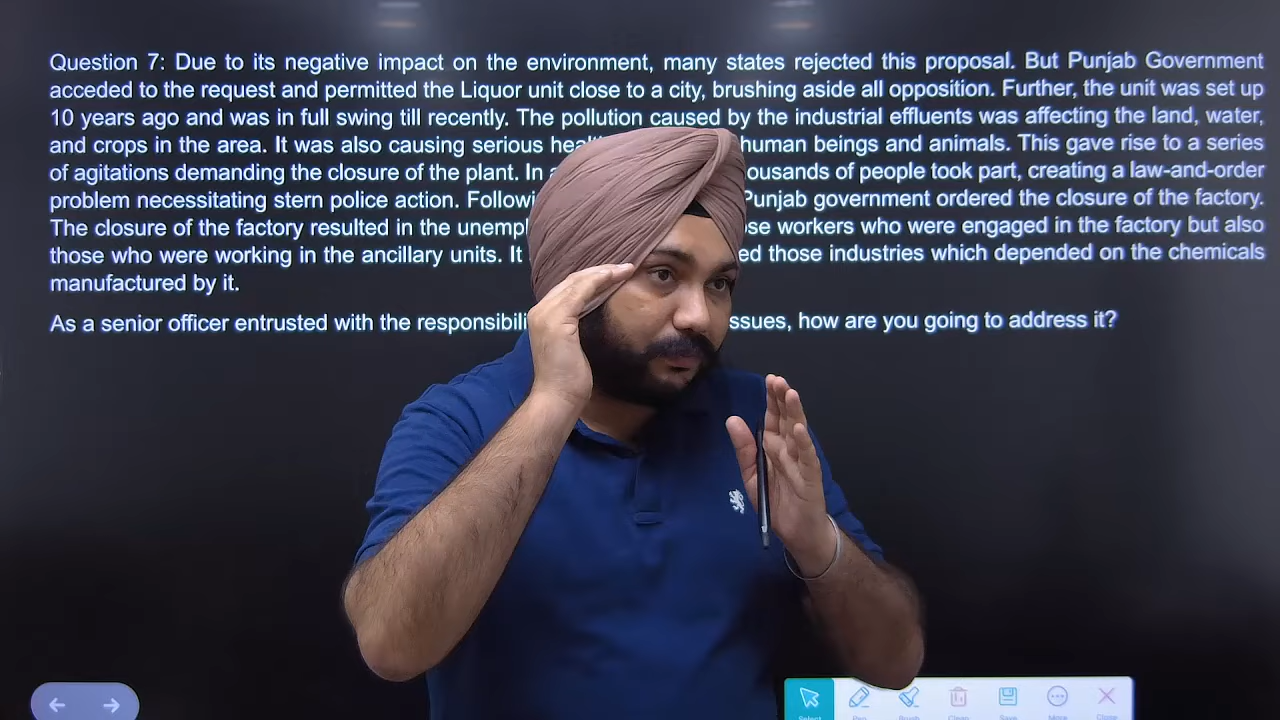 Question 7: Due to its negative impact on the environment, many states rejected this proposal. But Punjab Government
acceded to the request and permitted the Liquor unit close to a city, brushing aside all opposition. Further, the unit was set up
10 years ago and was in full swing till recently. The pollution caused by the industrial effluents was affecting the land, water,
and crops in the area. It was also causing serious human beings and animals. This gave rise to a series
of agitations demanding the closure of the plant. In of people took part, creating a law-and-order
problem necessitating stern police action. Punjab government ordered the closure of the factory.
The closure of the factory resulted in the workers who were engaged in the factory but also
those who were working in the ancillary units. It those industries which depended on the chemicals
manufactured by it.
As a senior officer entrusted with the how are you going to address it?
Select Pen Brush Clean Save More Close